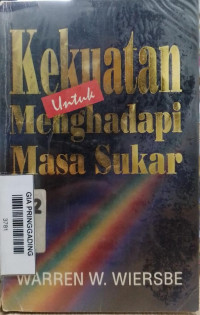 Kekuatan
Untuk
Menghadapi
Masa Sukar
GIA PRINGGADING
3781
2
WARREN W. WIERSBE